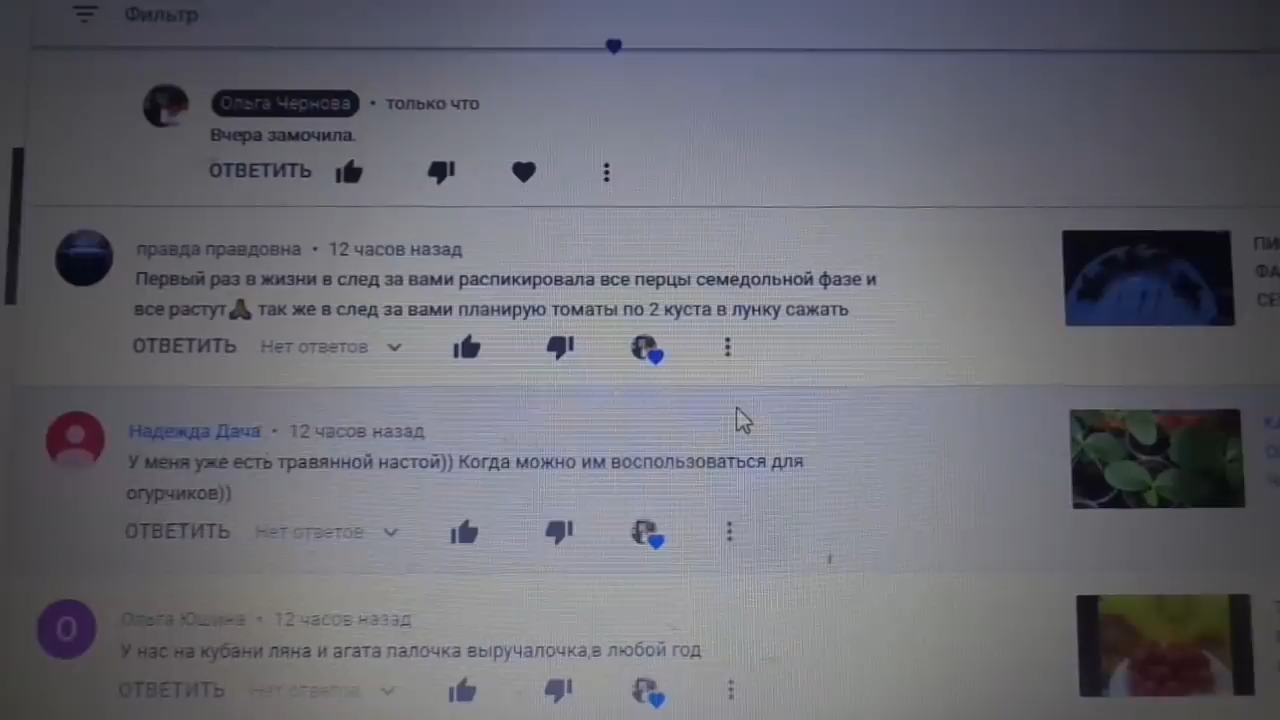 Фильтр
Ольга Чернова • только что
Вчера замочила.
ОТВЕТИТЬ
правда правдовна • 12 часов назад
Первый раз в жизни в след за вами распикировала все перцы семедольной фазе и
все растут🙏 так же в след за вами планирую томаты по 2 куста в лунку сажать
ОТВЕТИТЬ Нет ответов
Надежда Дача • 12 часов назад
У меня уже есть травянной настой)) Когда можно им воспользоваться для
огурчиков))
ОТВЕТИТЬ Нет ответов
Ольга Юшина • 12 часов назад
У нас на кубани ляна и агата палочка выручалочка,в любой год
ОТВЕТИТЬ Нет ответов
О